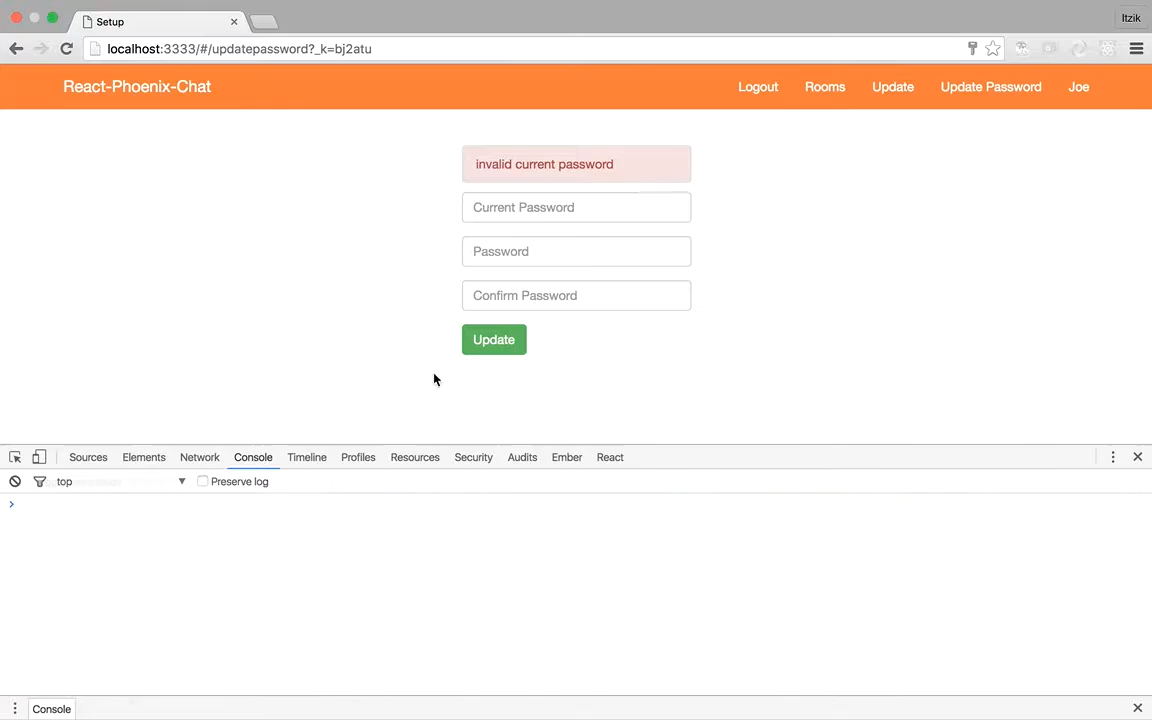 Setup
Itzik
localhost:3333/#/updatepassword?_k=bj2atu
React-Phoenix-Chat Logout Rooms Update Update Password Joe
invalid current password
Current Password
Password
Confirm Password
Update
Sources Elements Network Console Timeline Profiles Resources Security Audits Ember React
top Preserve log
Console